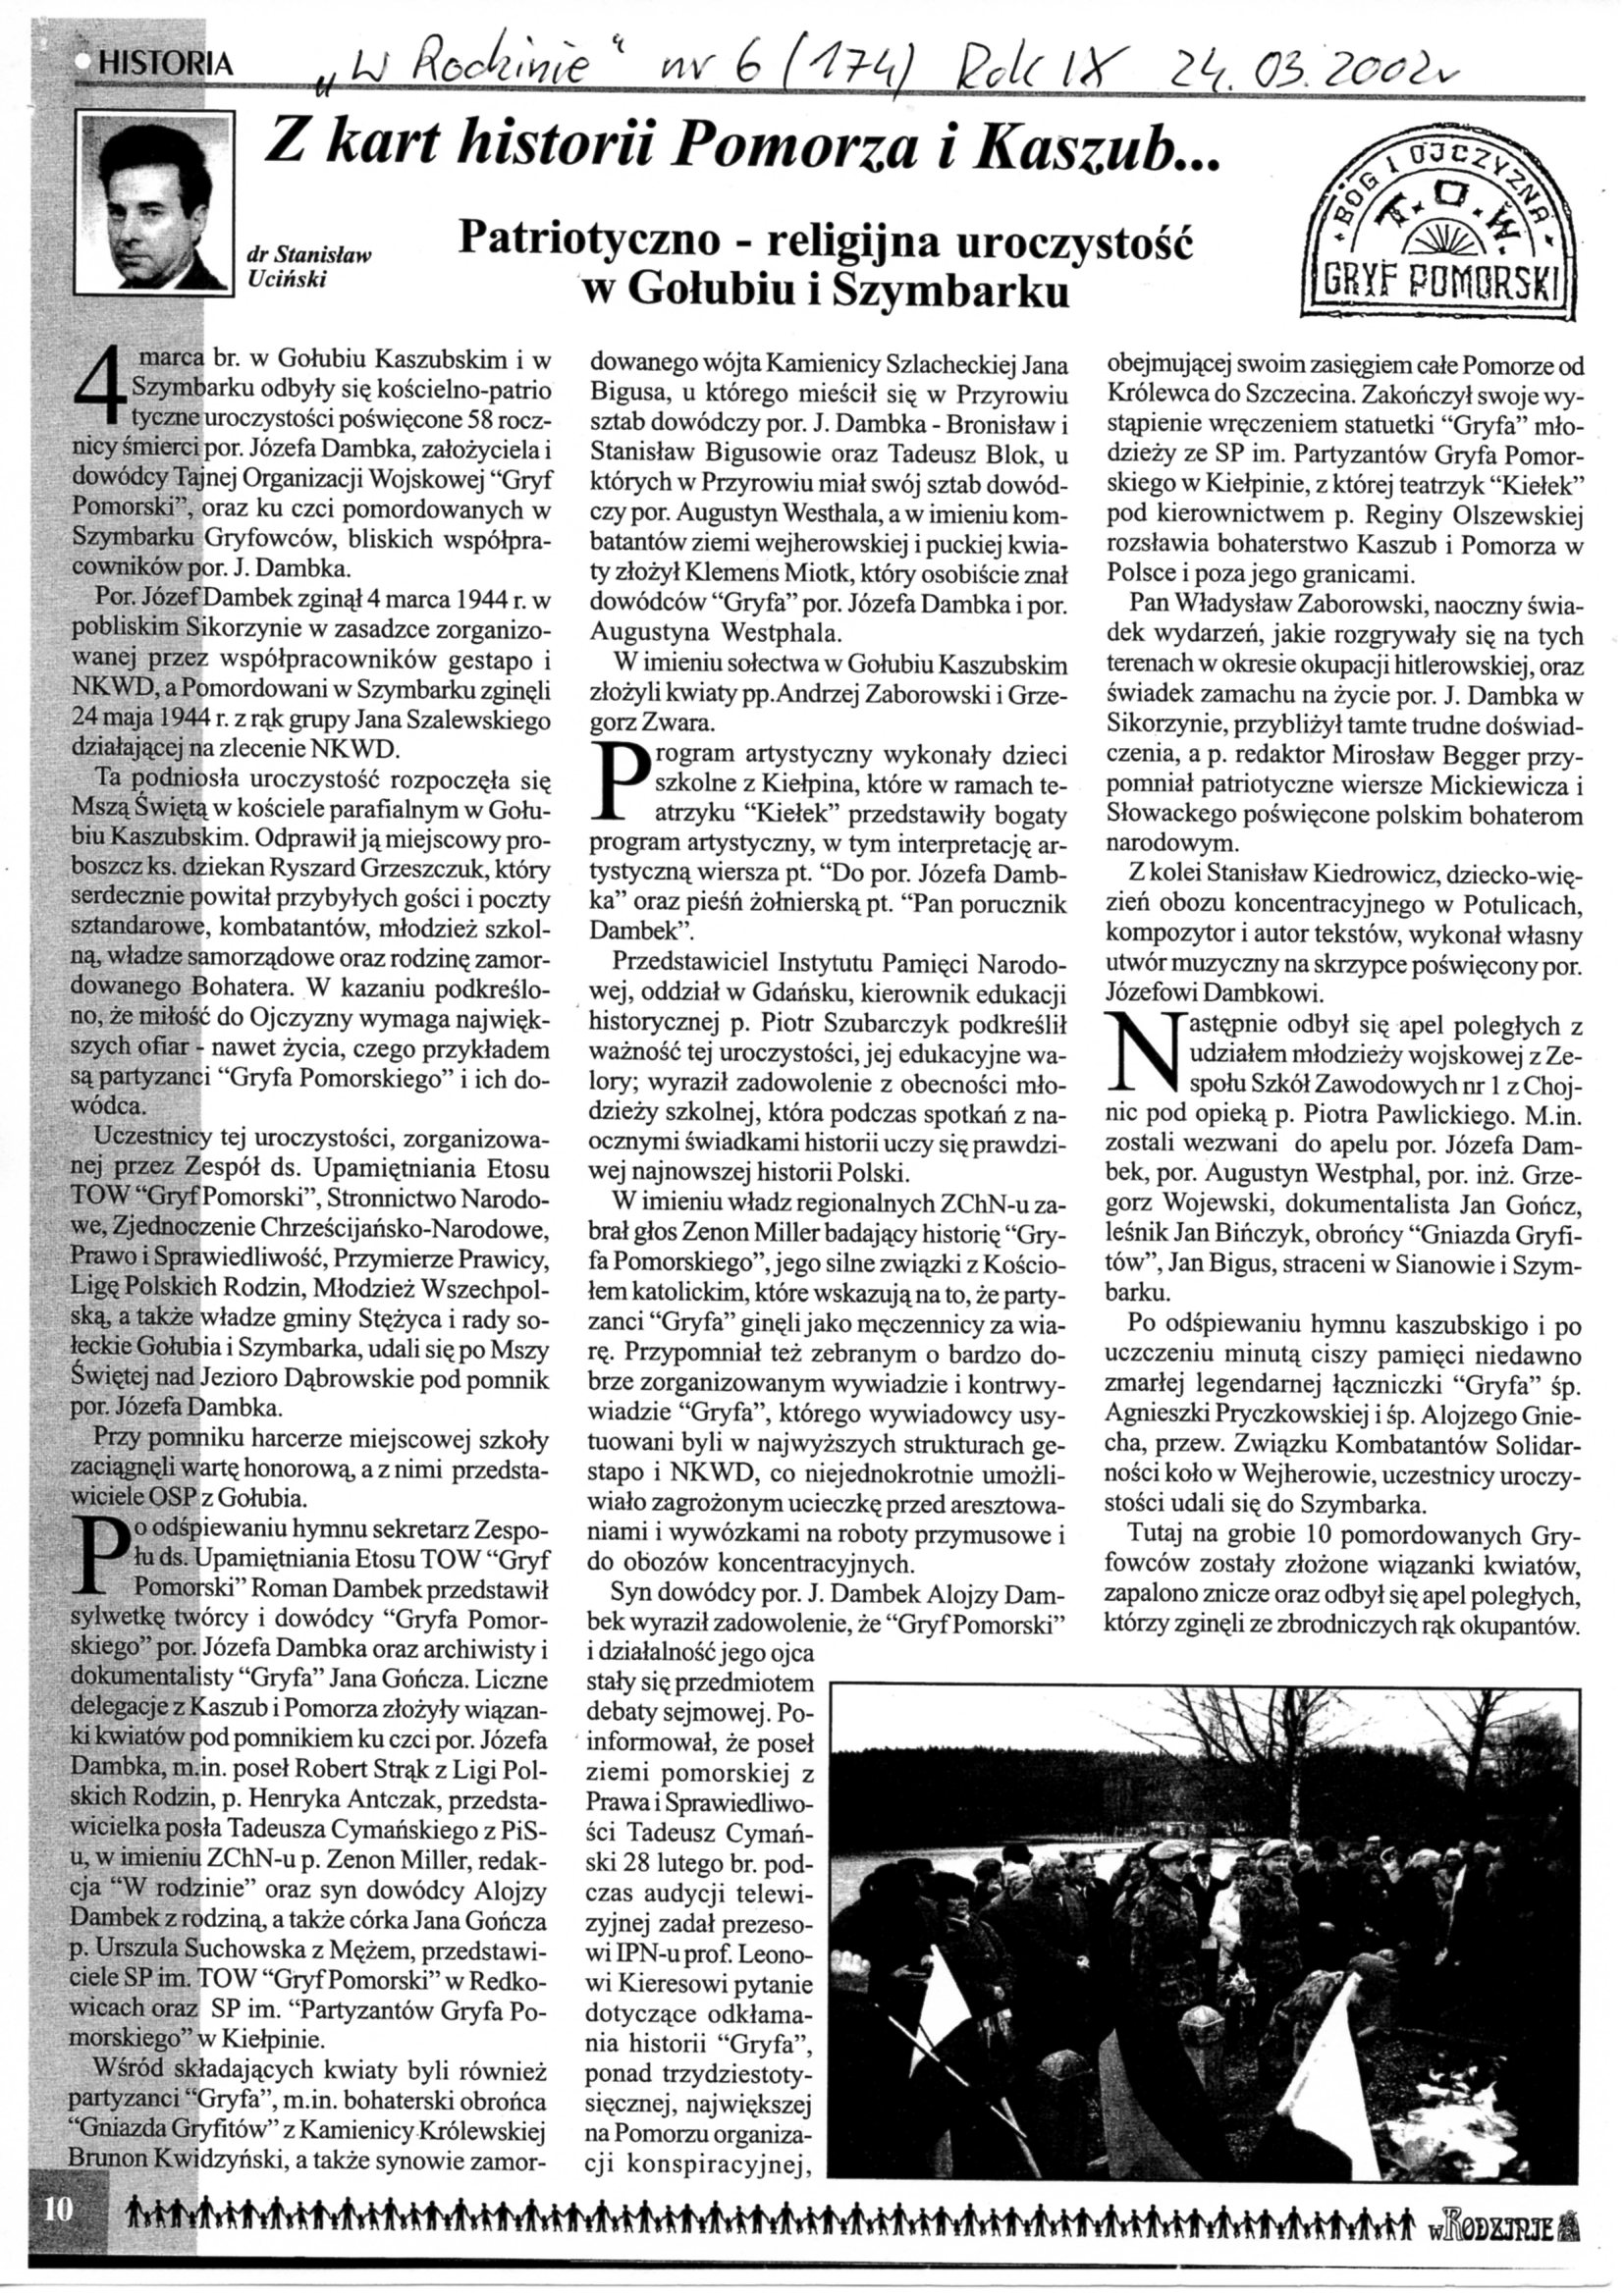 HISTORIA
„W Rodzinie" nr 6 (174) Rok IX 24.03.2002r
Z kart historii Pomorza i Kaszub...
dr Stanisław
Uciński
Patriotyczno - religijna uroczystość
w Gołubiu i Szymbarku
BÓG I OJCZYZNA
T.O.W.
GRYF POMORSKI
4 marca br. w Gołubiu Kaszubskim i w
Szymbarku odbyły się kościelno-patrio
tyczne uroczystości poświęcone 58 rocz-
nicy śmierci por. Józefa Dambka, założyciela i
dowódcy Tajnej Organizacji Wojskowej “Gryf
Pomorski”, oraz ku czci pomordowanych w
Szymbarku Gryfowców, bliskich współpra-
cowników por. J. Dambka.
Por. Józef Dambek zginął 4 marca 1944 r. w
pobliskim Sikorzynie w zasadzce zorganizo-
wanej przez współpracowników gestapo i
NKWD, a Pomordowani w Szymbarku zginęli
24 maja 1944 r. z rąk grupy Jana Szalewskiego
działającej na zlecenie NKWD.
Ta podniosła uroczystość rozpoczęła się
Mszą Świętą w kościele parafialnym w Gołu-
biu Kaszubskim. Odprawił ją miejscowy pro-
boszcz ks. dziekan Ryszard Grzeszczuk, który
serdecznie powitał przybyłych gości i poczty
sztandarowe, kombatantów, młodzież szkol-
ną, władze samorządowe oraz rodzinę zamor-
dowanego Bohatera. W kazaniu podkreślo-
no, że miłość do Ojczyzny wymaga najwięk-
szych ofiar - nawet życia, czego przykładem
są partyzanci “Gryfa Pomorskiego” i ich do-
wódca.
Uczestnicy tej uroczystości, zorganizowa-
nej przez Zespół ds. Upamiętniania Etosu
TOW “Gryf Pomorski”, Stronnictwo Narodo-
we, Zjednoczenie Chrześcijańsko-Narodowe,
Prawo i Sprawiedliwość, Przymierze Prawicy,
Ligę Polskich Rodzin, Młodzież Wszechpol-
ską, a także władze gminy Stężyca i rady so-
łeckie Gołubia i Szymbarka, udali się po Mszy
Świętej nad Jezioro Dąbrowskie pod pomnik
por. Józefa Dambka.
Przy pomniku harcerze miejscowej szkoły
zaciągnęli wartę honorową, a z nimi przedsta-
wiciele OSP z Gołubia.
Po odśpiewaniu hymnu sekretarz Zespo-
łu ds. Upamiętniania Etosu TOW “Gryf
Pomorski” Roman Dambek przedstawił
sylwetkę twórcy i dowódcy “Gryfa Pomor-
skiego” por. Józefa Dambka oraz archiwisty i
dokumentalisty “Gryfa” Jana Gończa. Liczne
delegacje z Kaszub i Pomorza złożyły wiązan-
ki kwiatów pod pomnikiem ku czci por. Józefa
Dambka, m.in. poseł Robert Strąk z Ligi Pol-
skich Rodzin, p. Henryka Antczak, przedsta-
wicielka posła Tadeusza Cymańskiego z PiS-
u, w imieniu ZChN-u p. Zenon Miller, redak-
cja “W rodzinie” oraz syn dowódcy Alojzy
Dambek z rodziną, a także córka Jana Gończa
p. Urszula Suchowska z Mężem, przedstawi-
ciele SP im. TOW “Gryf Pomorski” w Redko-
wicach oraz SP im. “Partyzantów Gryfa Po-
morskiego” w Kiełpinie.
Wśród składających kwiaty byli również
partyzanci “Gryfa”, m.in. bohaterski obrońca
“Gniazda Gryfitów” z Kamienicy Królewskiej
Brunon Kwidzyński, a także synowie zamor-
dowanego wójta Kamienicy Szlacheckiej Jana
Bigusa, u którego mieścił się w Przyrowiu
sztab dowódczy por. J. Dambka - Bronisław i
Stanisław Bigusowie oraz Tadeusz Blok, u
których w Przyrowiu miał swój sztab dowód-
czy por. Augustyn Westhala, a w imieniu kom-
batantów ziemi wejherowskiej i puckiej kwia-
ty złożył Klemens Miotk, który osobiście znał
dowódców “Gryfa” por. Józefa Dambka i por.
Augustyna Westphala.
W imieniu sołectwa w Gołubiu Kaszubskim
złożyli kwiaty pp.Andrzej Zaborowski i Grze-
gorz Zwara.
Program artystyczny wykonały dzieci
szkolne z Kiełpina, które w ramach te-
atrzyku “Kiełek” przedstawiły bogaty
program artystyczny, w tym interpretację ar-
tystyczną wiersza pt. “Do por. Józefa Damb-
ka” oraz pieśń żołnierską pt. “Pan porucznik
Dambek”.
Przedstawiciel Instytutu Pamięci Narodo-
wej, oddział w Gdańsku, kierownik edukacji
historycznej p. Piotr Szubarczyk podkreślił
ważność tej uroczystości, jej edukacyjne wa-
lory; wyraził zadowolenie z obecności mło-
dzieży szkolnej, która podczas spotkań z na-
ocznymi świadkami historii uczy się prawdzi-
wej najnowszej historii Polski.
W imieniu władz regionalnych ZChN-u za-
brał głos Zenon Miller badający historię “Gry-
fa Pomorskiego”, jego silne związki z Kościo-
łem katolickim, które wskazują na to, że party-
zanci “Gryfa” ginęli jako męczennicy za wia-
rę. Przypomniał też zebranym o bardzo do-
brze zorganizowanym wywiadzie i kontrwy-
wiadzie “Gryfa”, którego wywiadowcy usy-
tuowani byli w najwyższych strukturach ge-
stapo i NKWD, co niejednokrotnie umożli-
wiało zagrożonym ucieczkę przed aresztowa-
niami i wywózkami na roboty przymusowe i
do obozów koncentracyjnych.
Syn dowódcy por. J. Dambek Alojzy Dam-
bek wyraził zadowolenie, że “Gryf Pomorski”
i działalność jego ojca
stały się przedmiotem
debaty sejmowej. Po-
informował, że poseł
ziemi pomorskiej z
Prawa i Sprawiedliwo-
ści Tadeusz Cymań-
ski 28 lutego br. pod-
czas audycji telewi-
zyjnej zadał prezeso-
wi IPN-u prof. Leono-
wi Kieresowi pytanie
dotyczące odkłama-
nia historii “Gryfa”,
ponad trzydziestoty-
sięcznej, największej
na Pomorzu organiza-
cji konspiracyjnej,
obejmującej swoim zasięgiem całe Pomorze od
Królewca do Szczecina. Zakończył swoje wy-
stąpienie wręczeniem statuetki “Gryfa” mło-
dzieży ze SP im. Partyzantów Gryfa Pomor-
skiego w Kiełpinie, z której teatrzyk “Kiełek”
pod kierownictwem p. Reginy Olszewskiej
rozsławia bohaterstwo Kaszub i Pomorza w
Polsce i poza jego granicami.
Pan Władysław Zaborowski, naoczny świa-
dek wydarzeń, jakie rozgrywały się na tych
terenach w okresie okupacji hitlerowskiej, oraz
świadek zamachu na życie por. J. Dambka w
Sikorzynie, przybliżył tamte trudne doświad-
czenia, a p. redaktor Mirosław Begger przy-
pomniał patriotyczne wiersze Mickiewicza i
Słowackego poświęcone polskim bohaterom
narodowym.
Z kolei Stanisław Kiedrowicz, dziecko-wię-
zień obozu koncentracyjnego w Potulicach,
kompozytor i autor tekstów, wykonał własny
utwór muzyczny na skrzypce poświęcony por.
Józefowi Dambkowi.
Następnie odbył się apel poległych z
udziałem młodzieży wojskowej z Ze-
społu Szkół Zawodowych nr 1 z Choj-
nic pod opieką p. Piotra Pawlickiego. M.in.
zostali wezwani do apelu por. Józefa Dam-
bek, por. Augustyn Westphal, por. inż. Grze-
gorz Wojewski, dokumentalista Jan Gończ,
leśnik Jan Bińczyk, obrońcy “Gniazda Gryfi-
tów”, Jan Bigus, straceni w Sianowie i Szym-
barku.
Po odśpiewaniu hymnu kaszubskigo i po
uczczeniu minutą ciszy pamięci niedawno
zmarłej legendarnej łączniczki “Gryfa” śp.
Agnieszki Pryczkowskiej i śp. Alojzego Gnie-
cha, przew. Związku Kombatantów Solidar-
ności koło w Wejherowie, uczestnicy uroczy-
stości udali się do Szymbarka.
Tutaj na grobie 10 pomordowanych Gry-
fowców zostały złożone wiązanki kwiatów,
zapalono znicze oraz odbył się apel poległych,
którzy zginęli ze zbrodniczych rąk okupantów.
10
wRODZINIE